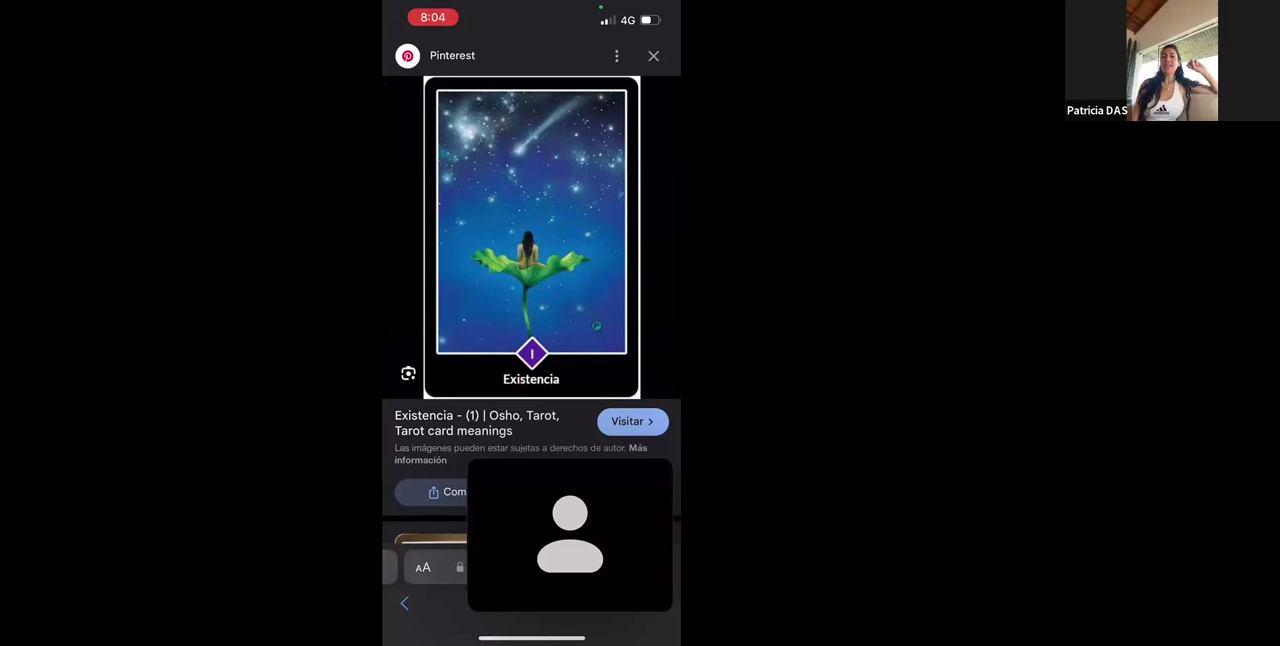 8:04
4G
Pinterest
I
Existencia
Existencia - (1) | Osho, Tarot,
Tarot card meanings
Visitar >
Las imágenes pueden estar sujetas a derechos de autor. Más
información
Com
AA
Patricia DAS